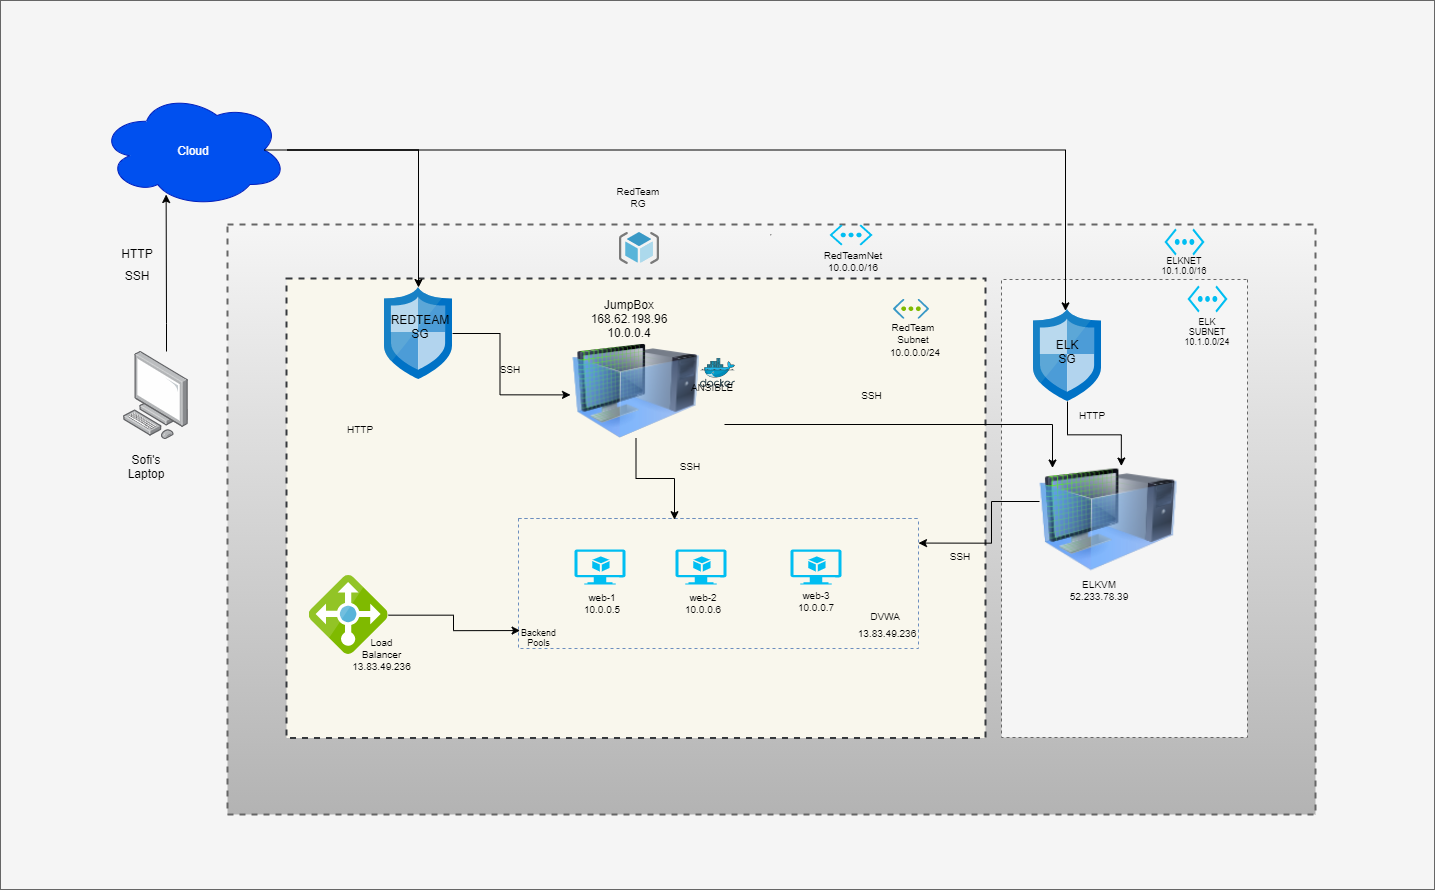 Cloud
HTTP
SSH
Sofi's
Laptop
RedTeam
RG
RedTeamNet
10.0.0.0/16
ELKNET
10.1.0.0/16
REDTEAM
SG
JumpBox
168.62.198.96
10.0.0.4
docker
ANSIBLE
RedTeam
Subnet
10.0.0.0/24
ELK
SUBNET
10.1.0.0/24
ELK
SG
SSH
SSH
HTTP
HTTP
SSH
SSH
web-1
10.0.0.5
web-2
10.0.0.6
web-3
10.0.0.7
DVWA
13.83.49.236
Backend
Pools
Load
Balancer
13.83.49.236
ELKVM
52.233.78.39